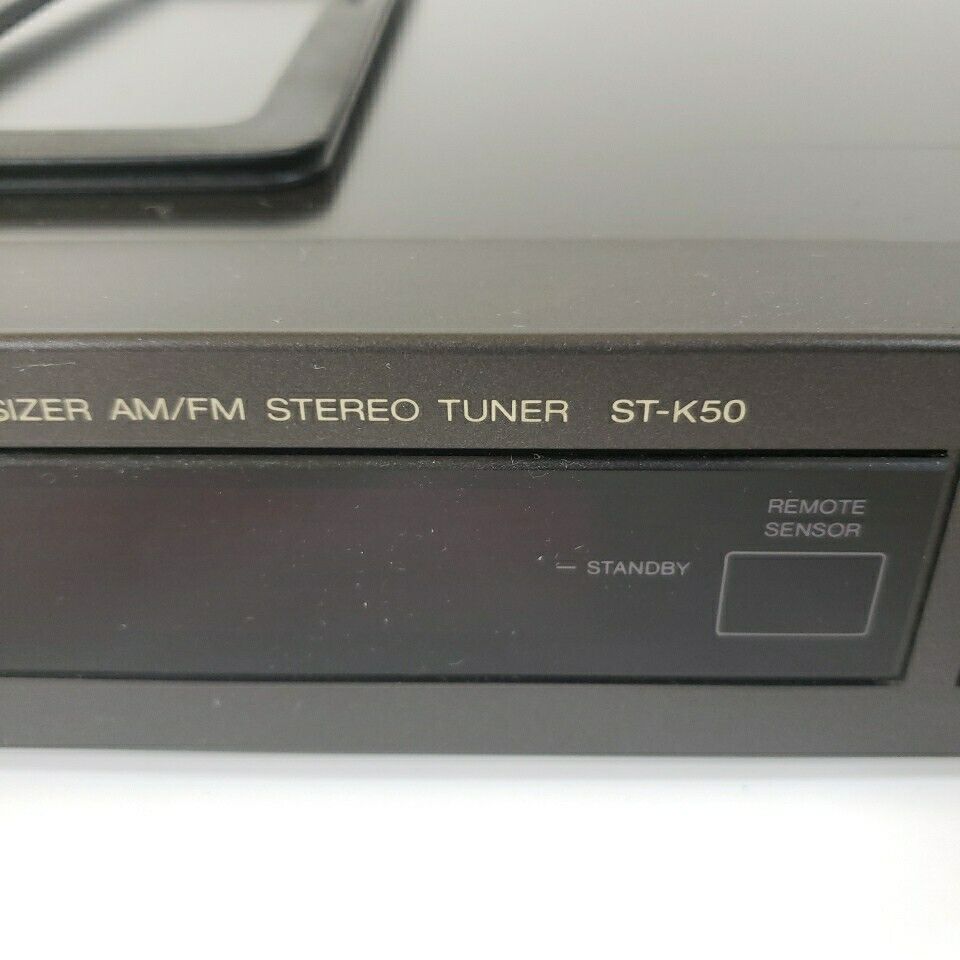 SIZER AM/FM STEREO TUNER ST-K50
REMOTE
SENSOR
– STANDBY